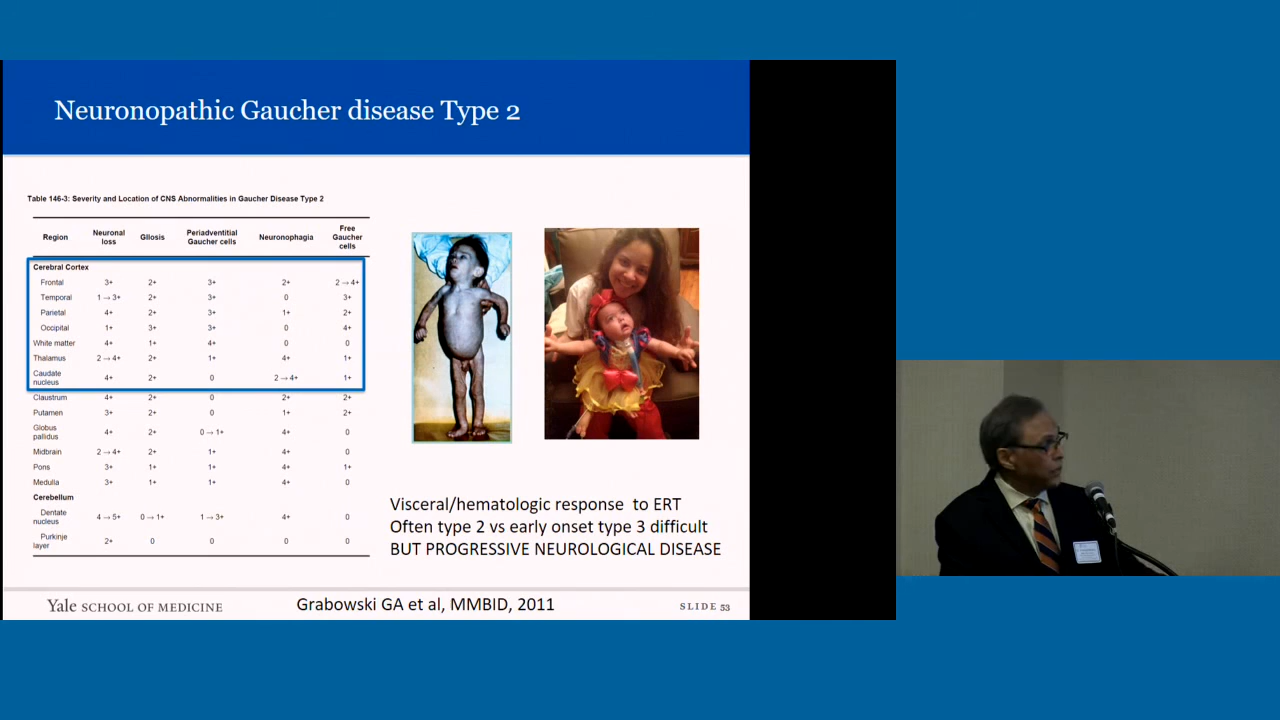 Neuronopathic Gaucher disease Type 2
Table 146-3: Severity and Location of CNS Abnormalities in Gaucher Disease Type 2
Region Neuronal loss Gliosis Periadventitial Gaucher cells Neuronophagia Free Gaucher cells
Cerebral Cortex
Frontal 3+ 2+ 3+ 2+ 2 → 4+
Temporal 1 → 3+ 2+ 3+ 0 3+
Parietal 4+ 2+ 3+ 1+ 2+
Occipital 1+ 3+ 3+ 0 4+
White matter 4+ 1+ 4+ 0 0
Thalamus 2 → 4+ 2+ 1+ 4+ 1+
Caudate nucleus 4+ 2+ 0 2 → 4+ 1+
Claustrum 4+ 2+ 0 2+ 2+
Putamen 3+ 2+ 0 1+ 2+
Globus pallidus 4+ 2+ 0 → 1+ 4+ 0
Midbrain 2 → 4+ 2+ 1+ 4+ 0
Pons 3+ 1+ 1+ 4+ 1+
Medulla 3+ 1+ 1+ 4+ 0
Cerebellum
Dentate nucleus 4 → 5+ 0 → 1+ 1 → 3+ 4+ 0
Purkinje layer 2+ 0 0 0 0
Visceral/hematologic response to ERT
Often type 2 vs early onset type 3 difficult
BUT PROGRESSIVE NEUROLOGICAL DISEASE
Yale SCHOOL OF MEDICINE
Grabowski GA et al, MMBID, 2011
SLIDE 53